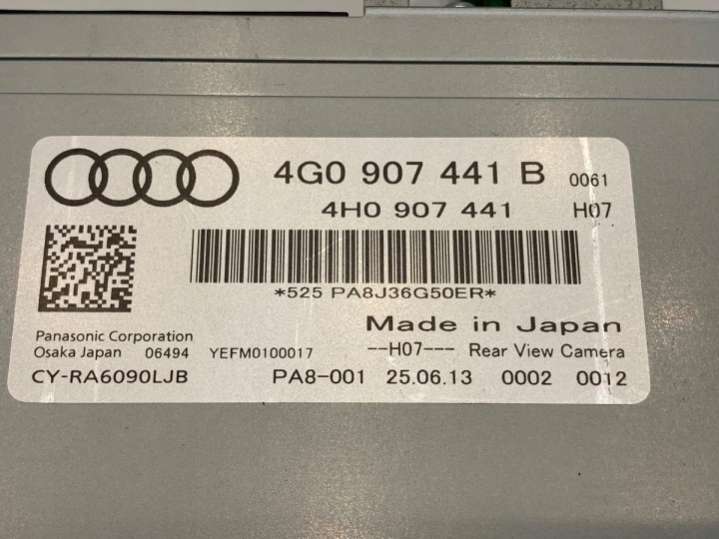 4G0 907 441 B 0061
4H0 907 441 H07
*525 PA8J36G50ER*
Made in Japan
Panasonic Corporation
Osaka Japan 06494 YEFM0100017 --H07--- Rear View Camera
CY-RA6090LJB PA8-001 25.06.13 0002 0012